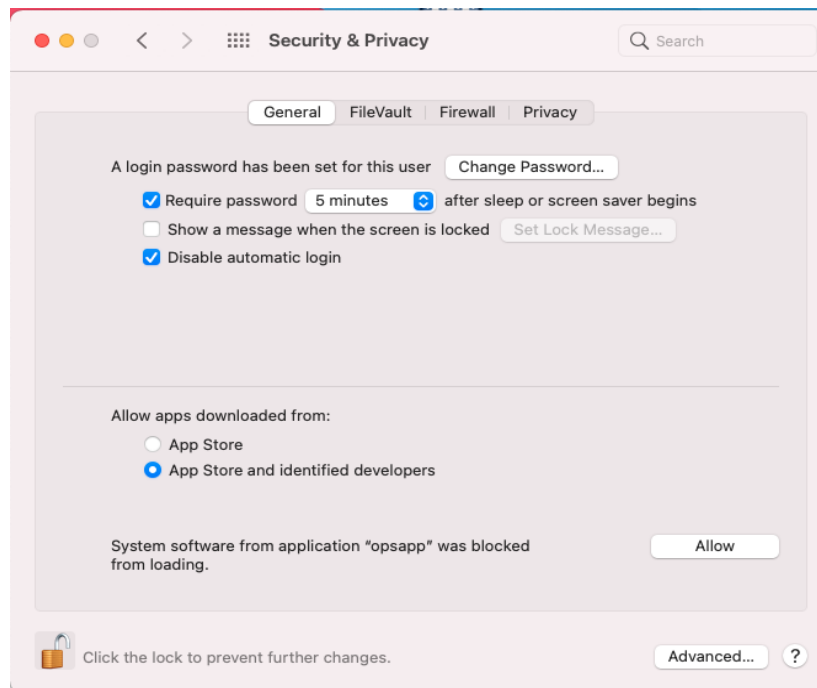 Security & Privacy
Search
General FileVault Firewall Privacy
A login password has been set for this user Change Password...
Require password 5 minutes after sleep or screen saver begins
Show a message when the screen is locked Set Lock Message...
Disable automatic login
Allow apps downloaded from:
App Store
App Store and identified developers
System software from application “opsapp” was blocked
from loading.
Allow
Click the lock to prevent further changes.
Advanced... ?